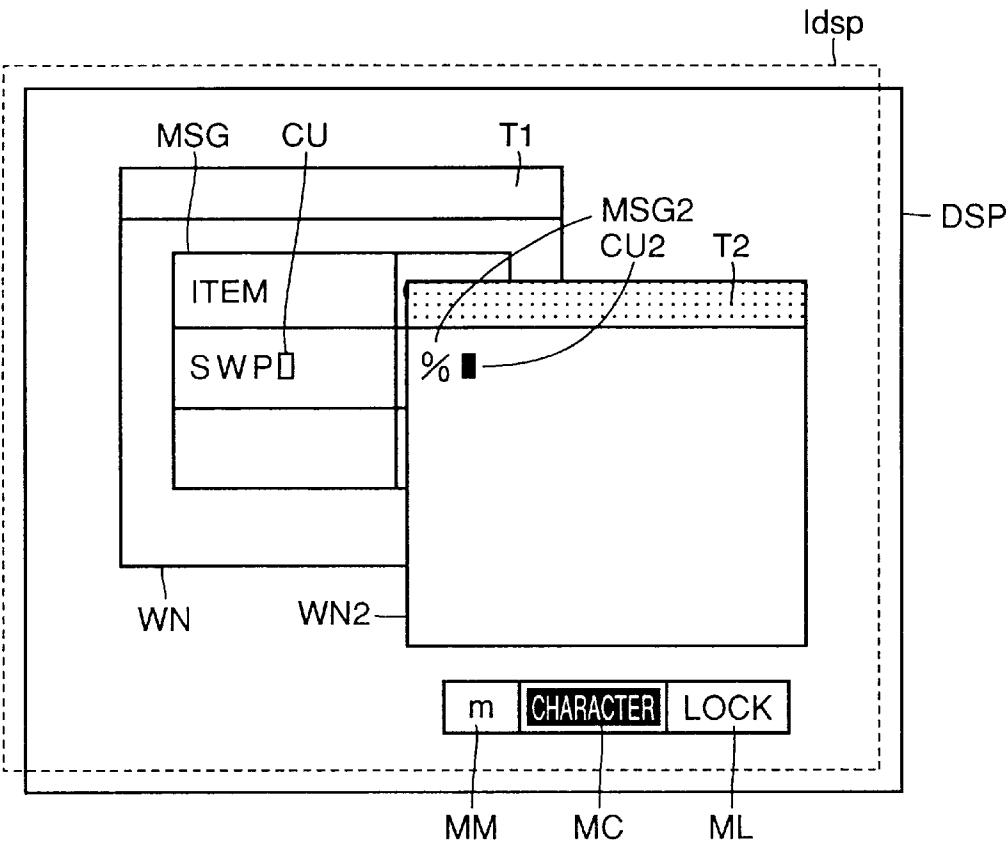 Idsp
MSG CU T1
MSG2
CU2 T2
DSP
ITEM
SWP
%
WN
WN2
m CHARACTER LOCK
MM MC ML